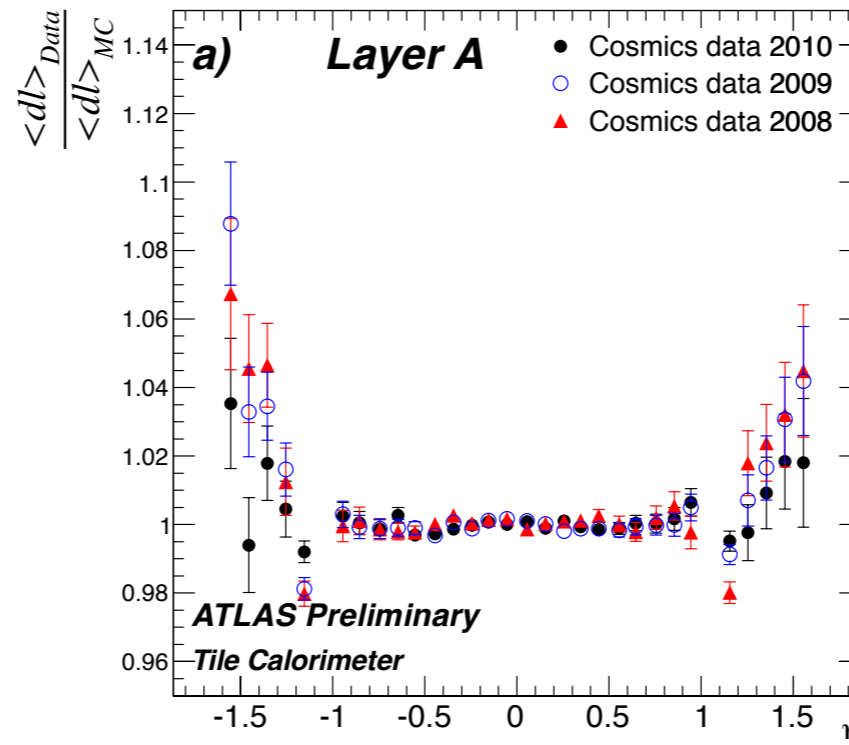 <dl>Data
<dl>MC
a) Layer A
Cosmics data 2010
Cosmics data 2009
Cosmics data 2008
1.14
1.12
1.1
1.08
1.06
1.04
1.02
1
0.98
0.96
ATLAS Preliminary
Tile Calorimeter
-1.5 -1 -0.5 0 0.5 1 1.5